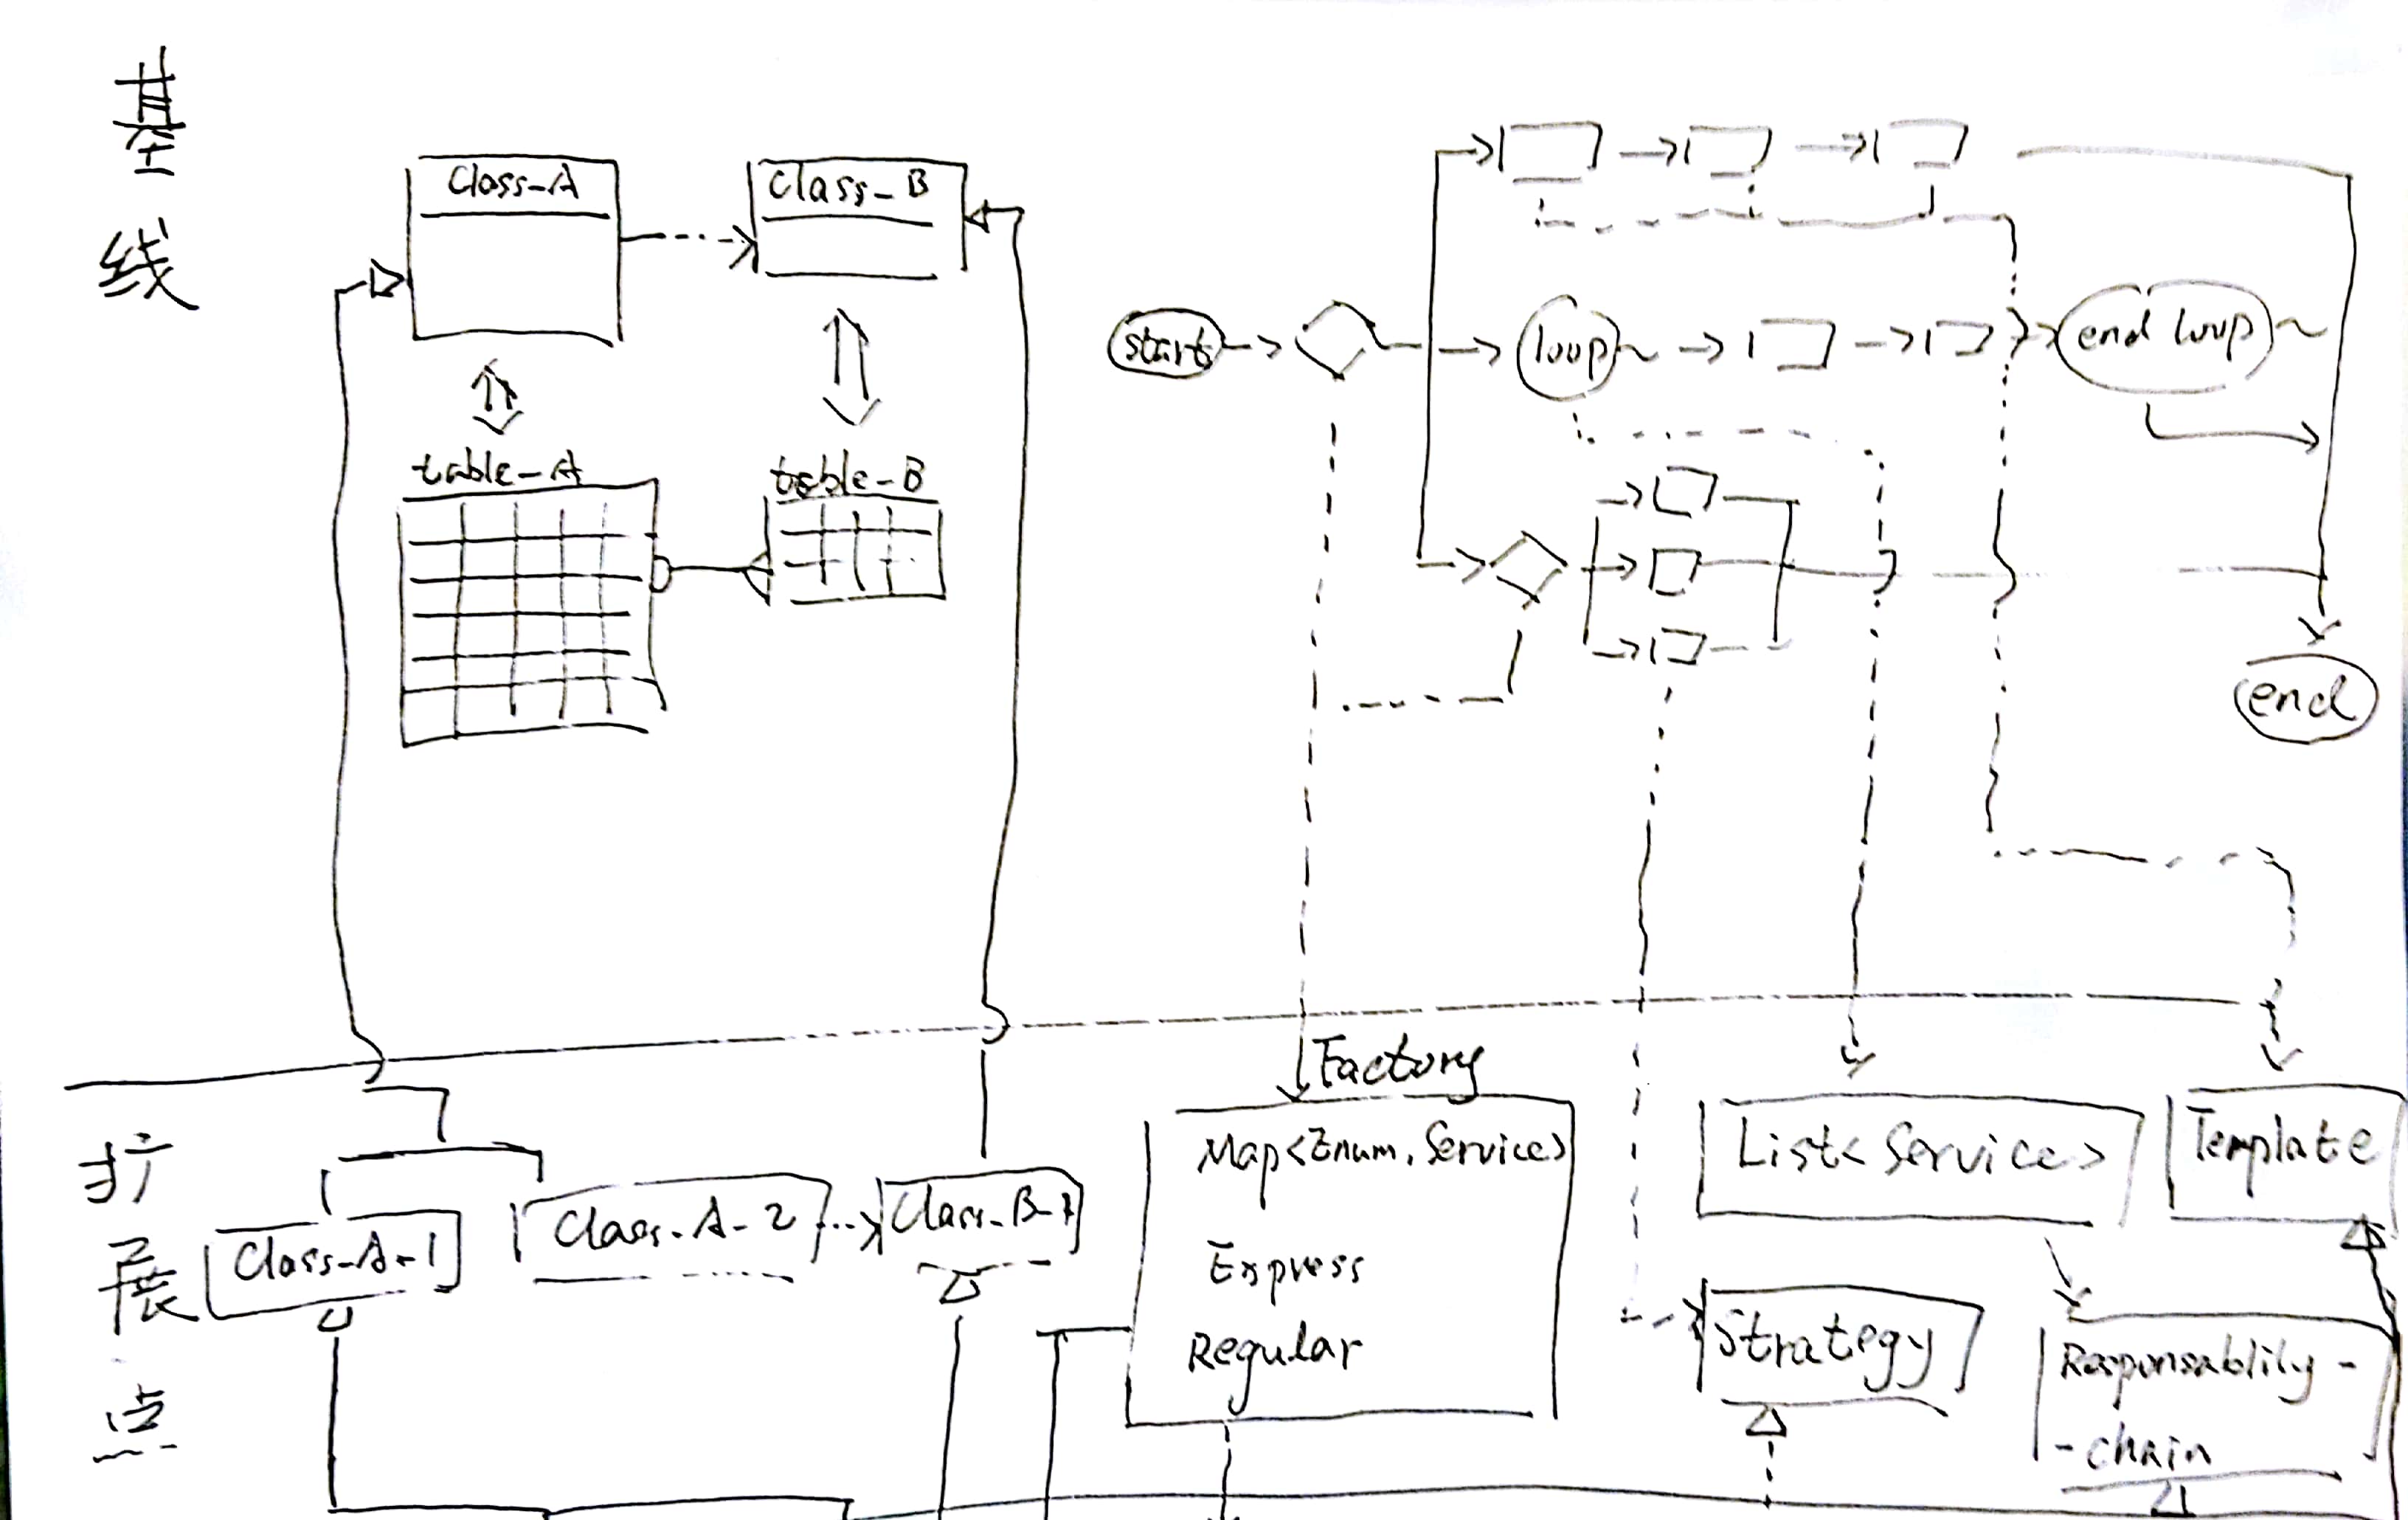 基线
Class-A
Class-B
table-A
table-B
start
loop
end loop
end
扩展点
Class-A-1
Class-A-2
Class-B-1
Factory
Map<Enum, Service>
Express
Regular
List<Service>
Template
Strategy
Responsablily-
-chain